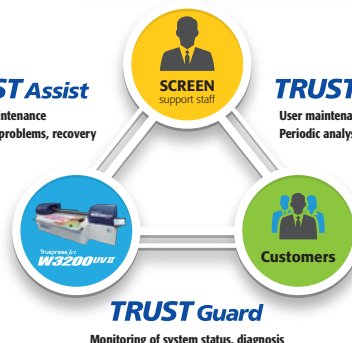 SCREEN
support staff
ST Assist
TRUST
intenance
problems, recovery
User maintena
Periodic analys
Truepress Jet
W3200UVII
Customers
TRUST Guard
Monitoring of system status, diagnosis